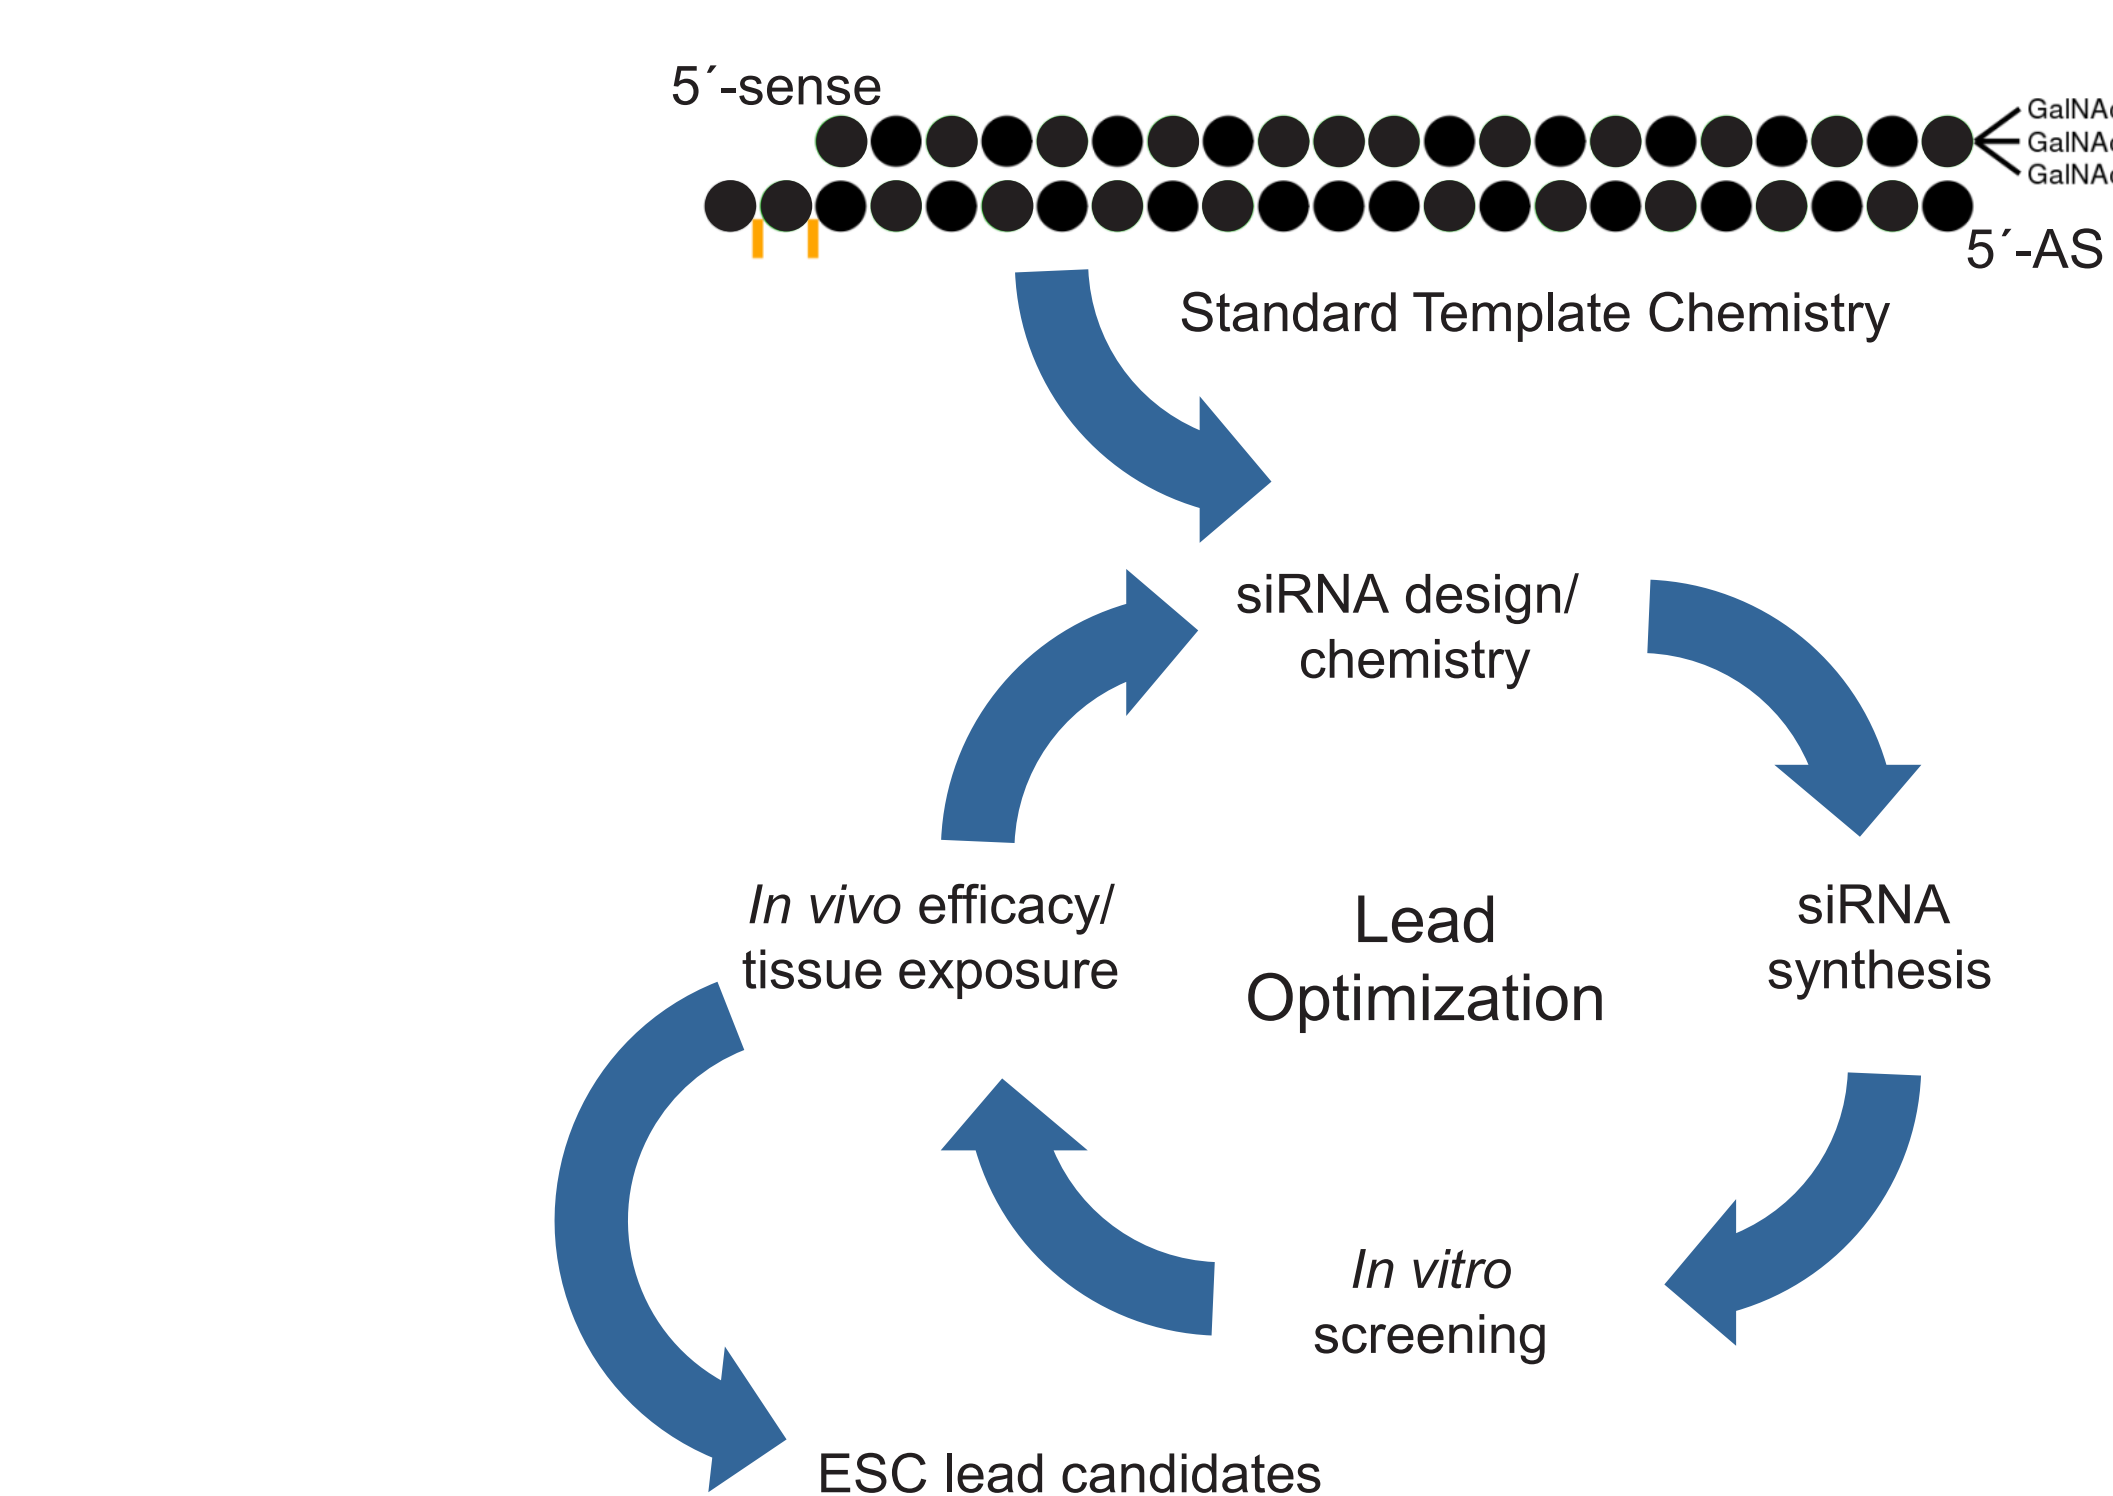 5´-sense
GalNAc
GalNAc
GalNAc
5´-AS
Standard Template Chemistry
siRNA design/
chemistry
In vivo efficacy/
tissue exposure
Lead
Optimization
siRNA
synthesis
In vitro
screening
ESC lead candidates